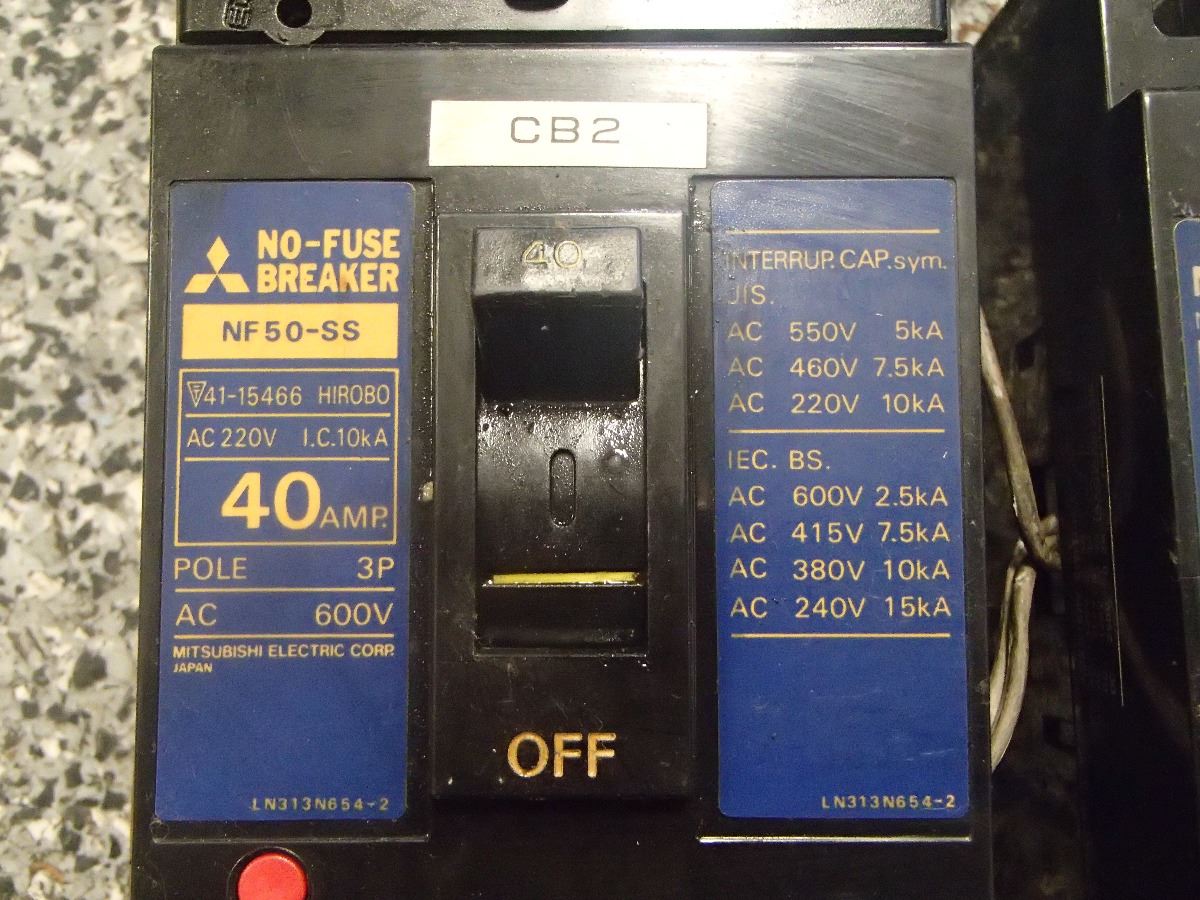 CB2
NO-FUSE
BREAKER
NF50-SS
41-15466 HIROBO
AC 220V I.C.10kA
40 AMP.
POLE 3P
AC 600V
MITSUBISHI ELECTRIC CORP.
JAPAN
LN313N654-2
40
OFF
INTERRUP. CAP. sym.
JIS.
AC 550V 5kA
AC 460V 7.5kA
AC 220V 10kA
IEC. BS.
AC 600V 2.5kA
AC 415V 7.5kA
AC 380V 10kA
AC 240V 15kA
LN313N654-2